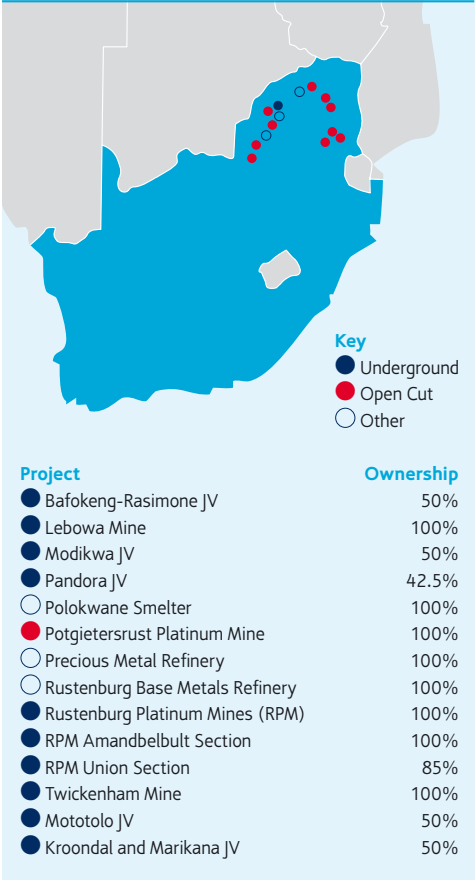 Key
Underground
Open Cut
Other
Project Ownership
Bafokeng-Rasimone JV 50%
Lebowa Mine 100%
Modikwa JV 50%
Pandora JV 42.5%
Polokwane Smelter 100%
Potgietersrust Platinum Mine 100%
Precious Metal Refinery 100%
Rustenburg Base Metals Refinery 100%
Rustenburg Platinum Mines (RPM) 100%
RPM Amandbelbult Section 100%
RPM Union Section 85%
Twickenham Mine 100%
Mototolo JV 50%
Kroondal and Marikana JV 50%